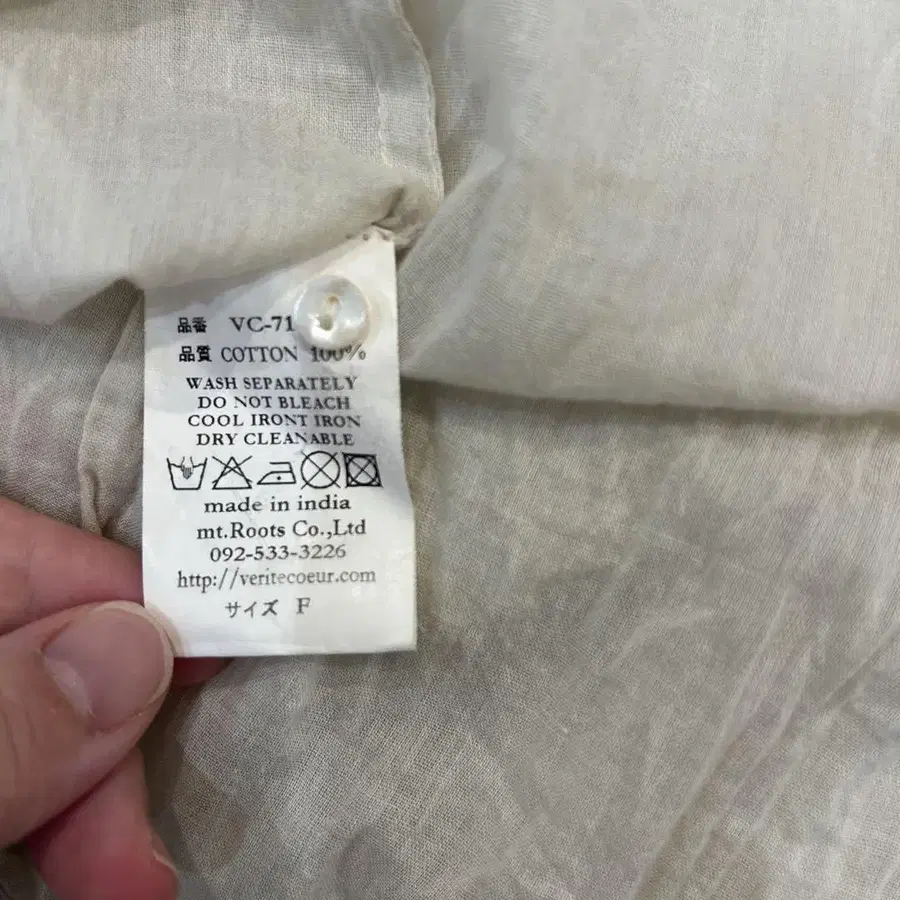 品番 VC-71
品質 COTTON 100%
WASH SEPARATELY
DO NOT BLEACH
COOL IRONT IRON
DRY CLEANABLE
made in india
mt.Roots Co.,Ltd
092-533-3226
http://veritecoeur.com
サイズ F